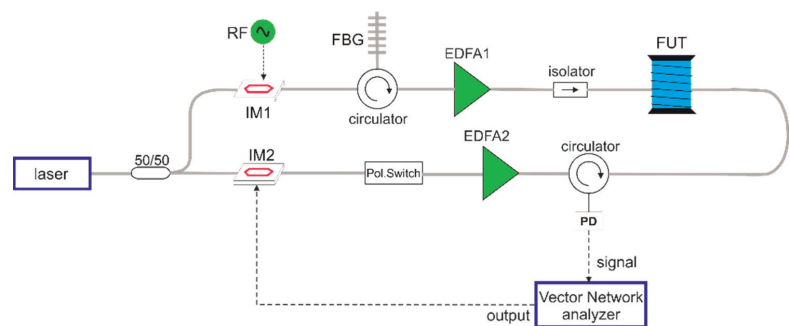 RF
FBG
EDFA1
isolator
FUT
IM1
circulator
50/50
IM2
EDFA2
circulator
laser
Pol.Switch
PD
signal
output
Vector Network
analyzer